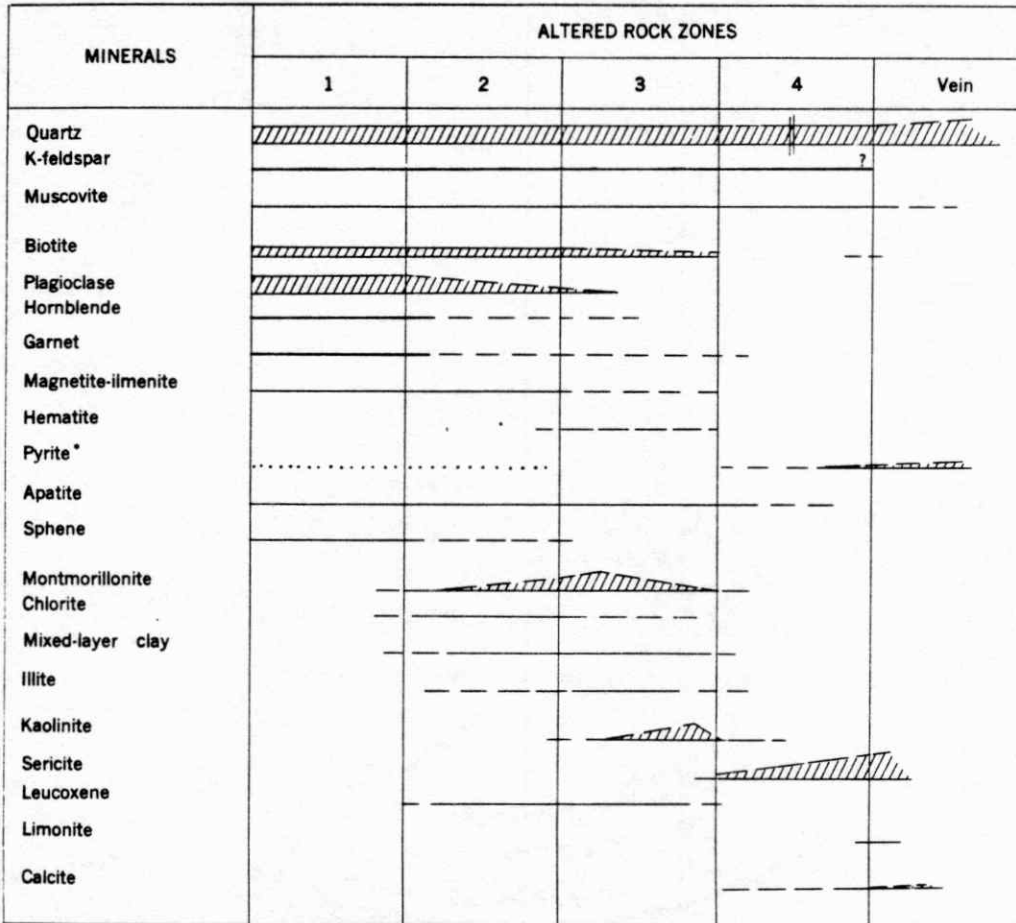 MINERALS
ALTERED ROCK ZONES
1 2 3 4 Vein
Quartz
K-feldspar ?
Muscovite
Biotite
Plagioclase
Hornblende
Garnet
Magnetite-ilmenite
Hematite
Pyrite*
Apatite
Sphene
Montmorillonite
Chlorite
Mixed-layer clay
Illite
Kaolinite
Sericite
Leucoxene
Limonite
Calcite